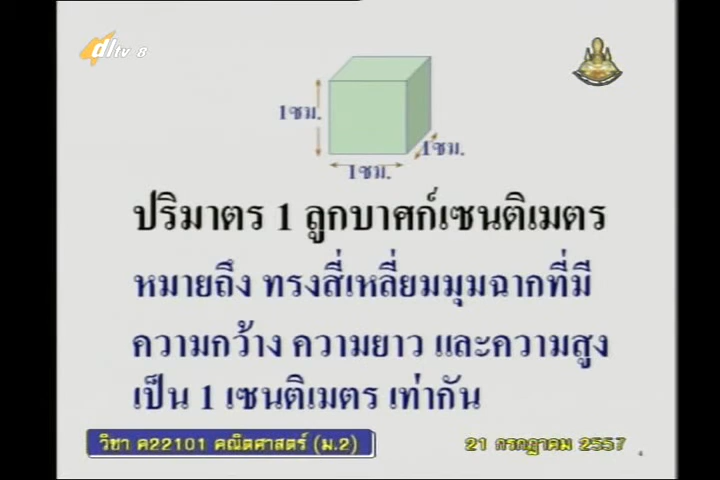 dltv 8
1ซม.
1ซม.
1ซม.
ปริมาตร 1 ลูกบาศก์เซนติเมตร
หมายถึง ทรงสี่เหลี่ยมมุมฉากที่มี
ความกว้าง ความยาว และความสูง
เป็น 1 เซนติเมตร เท่ากัน
วิชา ค22101 คณิตศาสตร์ (ม.2)
21 กรกฎาคม 2557
4